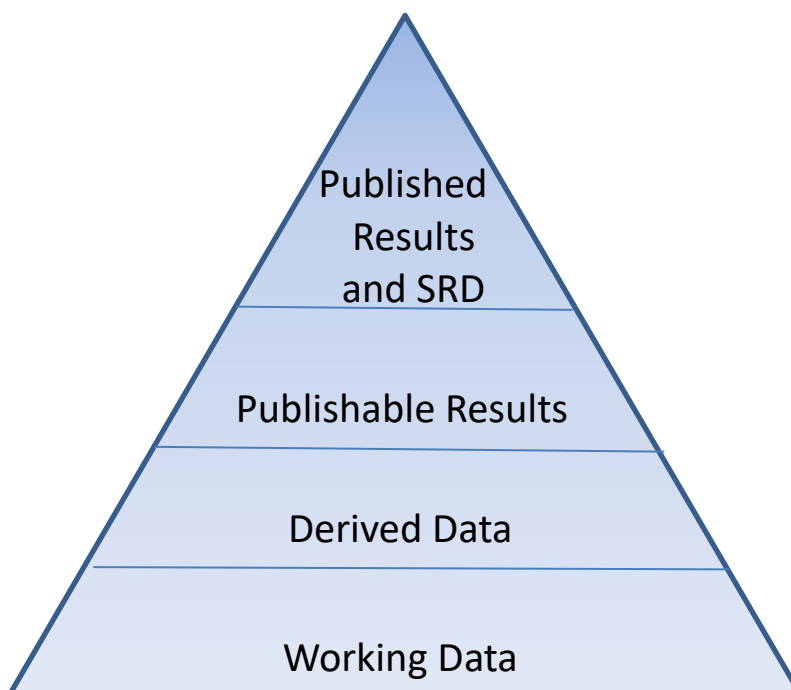 Published
Results
and SRD
Publishable Results
Derived Data
Working Data